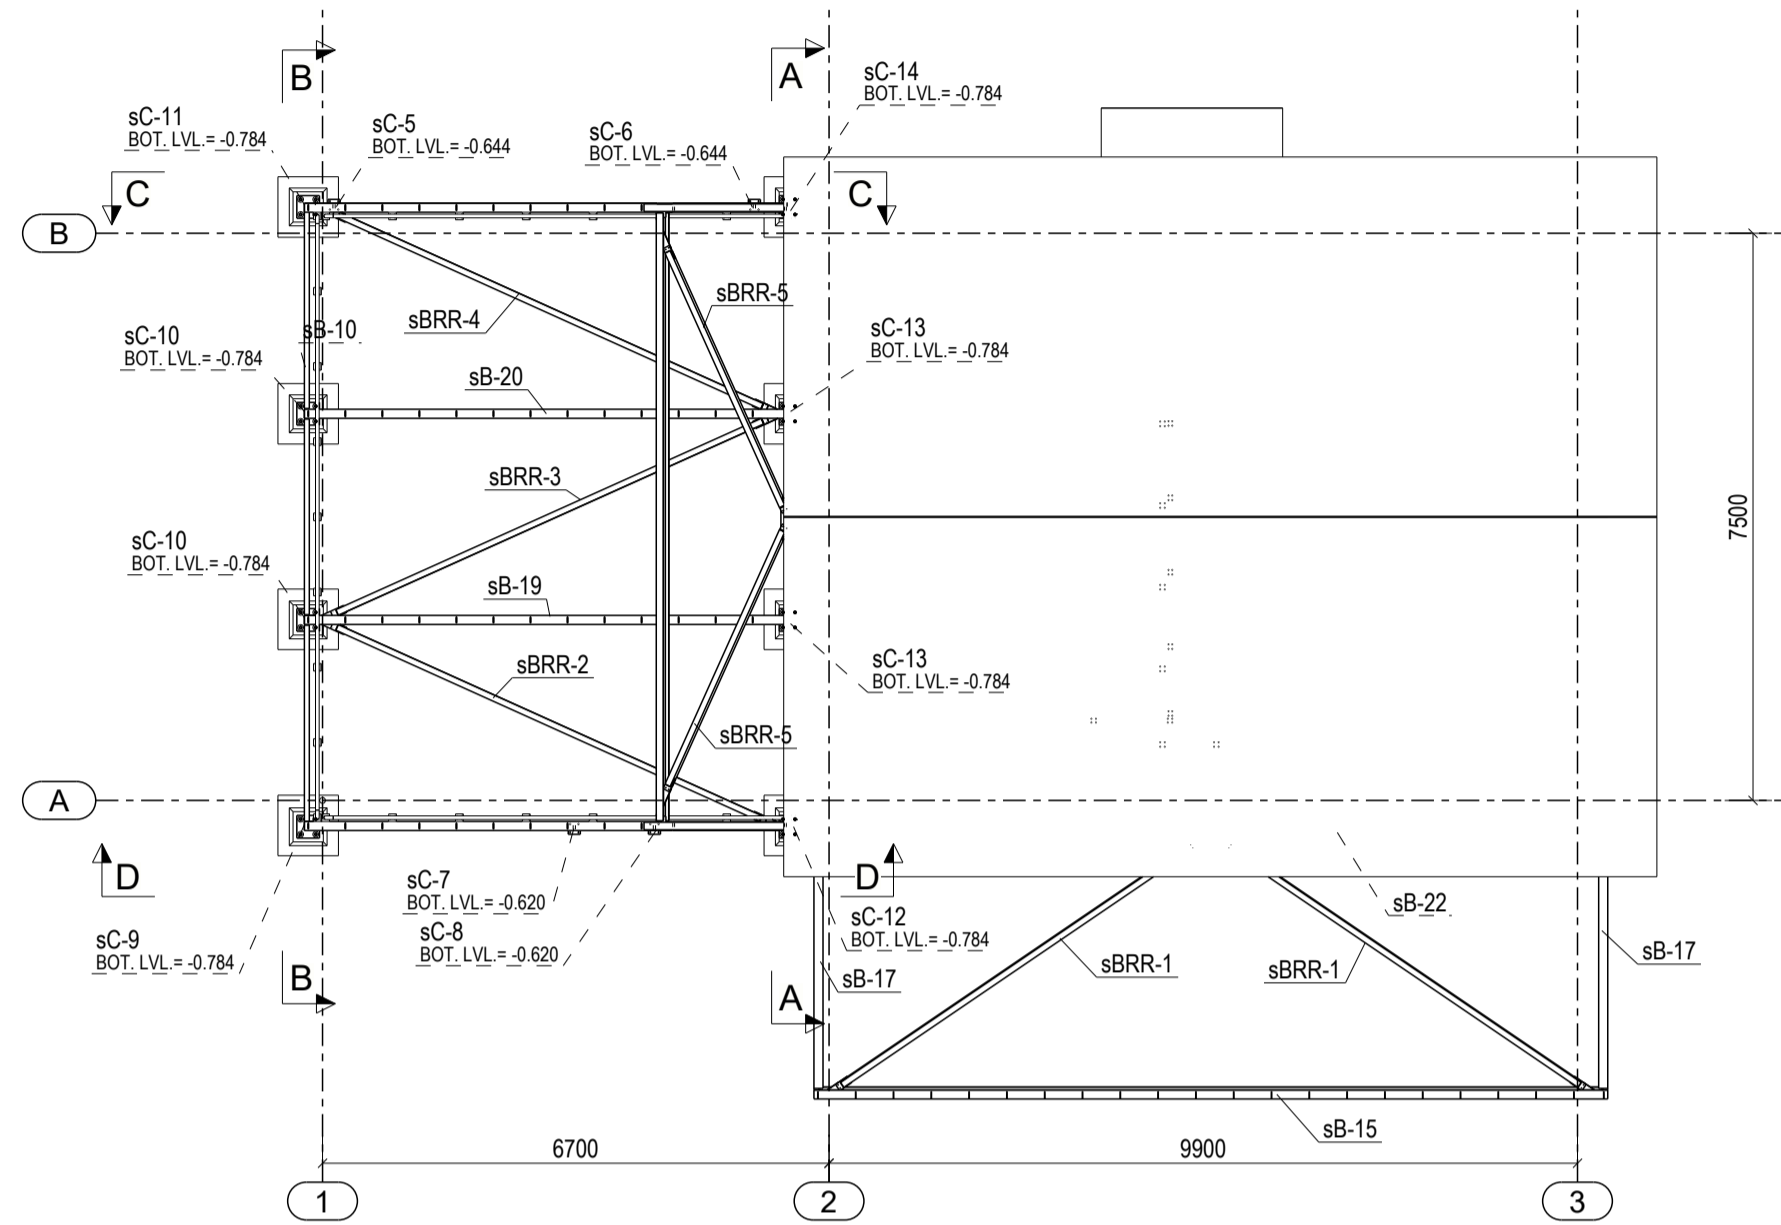 B
A
sC-14
BOT. LVL.= -0.784
sC-11
BOT. LVL.= -0.784
sC-5
BOT. LVL.= -0.644
sC-6
BOT. LVL.= -0.644
C
C
B
sBRR-5
sBRR-4
sC-10
BOT. LVL.= -0.784
sB-10
sC-13
BOT. LVL.= -0.784
sB-20
sBRR-3
7500
sC-10
BOT. LVL.= -0.784
sB-19
sBRR-2
sC-13
BOT. LVL.= -0.784
sBRR-5
A
D
sC-7
BOT. LVL.= -0.620
D
sB-22
sC-8
BOT. LVL.= -0.620
sC-12
BOT. LVL.= -0.784
sC-9
BOT. LVL.= -0.784
B
sB-17
sBRR-1
sBRR-1
sB-17
A
sB-15
6700
9900
1
2
3